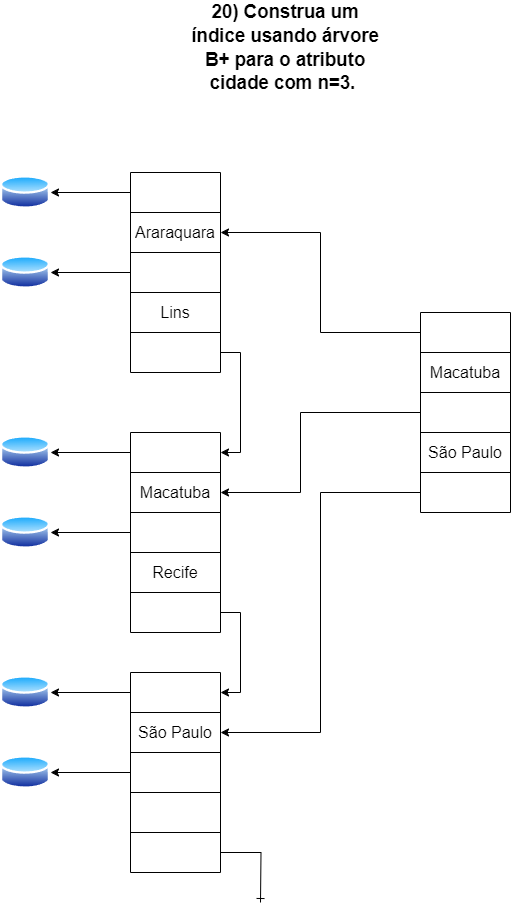 20) Construa um
índice usando árvore
B+ para o atributo
cidade com n=3.
Araraquara
Lins
Macatuba
Recife
São Paulo
Macatuba
São Paulo